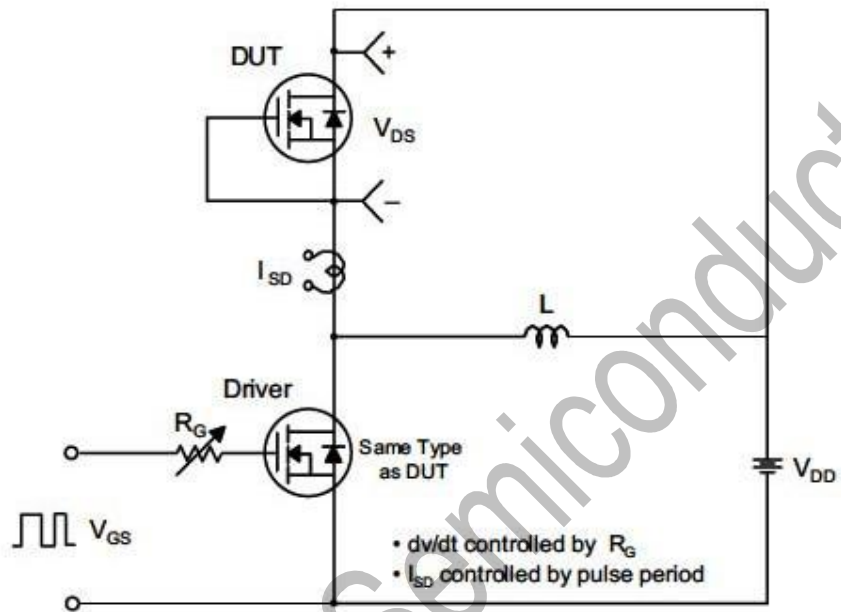 DUT
+
V_DS
–
I_SD
L
Driver
R_G
Same Type
as DUT
V_DD
V_GS
• dv/dt controlled by R_G
• I_SD controlled by pulse period
Semiconduct